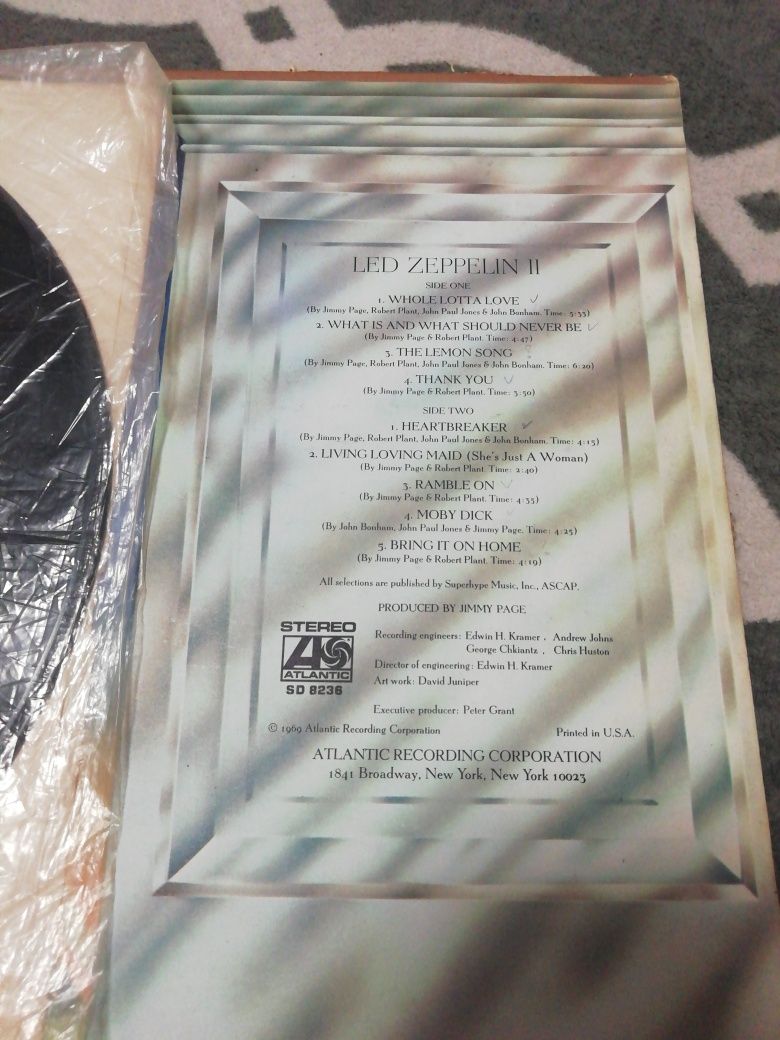 LED ZEPPELIN II
SIDE ONE
1. WHOLE LOTTA LOVE
(By Jimmy Page, Robert Plant, John Paul Jones & John Bonham. Time: 5:33)
2. WHAT IS AND WHAT SHOULD NEVER BE
(By Jimmy Page & Robert Plant. Time: 4:47)
3. THE LEMON SONG
(By Jimmy Page, Robert Plant, John Paul Jones & John Bonham. Time: 6:20)
4. THANK YOU
(By Jimmy Page & Robert Plant. Time: 3:50)
SIDE TWO
1. HEARTBREAKER
(By Jimmy Page, Robert Plant, John Paul Jones & John Bonham. Time: 4:15)
2. LIVING LOVING MAID (She's Just A Woman)
(By Jimmy Page & Robert Plant. Time: 2:40)
3. RAMBLE ON
(By Jimmy Page & Robert Plant. Time: 4:35)
4. MOBY DICK
(By John Bonham, John Paul Jones & Jimmy Page. Time: 4:25)
5. BRING IT ON HOME
(By Jimmy Page & Robert Plant. Time: 4:19)
All selections are published by Superhype Music, Inc., ASCAP.
PRODUCED BY JIMMY PAGE
STEREO
ATLANTIC
SD 8236
Recording engineers: Edwin H. Kramer, Andrew Johns
George Chkiantz, Chris Huston
Director of engineering: Edwin H. Kramer
Art work: David Juniper
Executive producer: Peter Grant
© 1969 Atlantic Recording Corporation Printed in U.S.A.
ATLANTIC RECORDING CORPORATION
1841 Broadway, New York, New York 10023